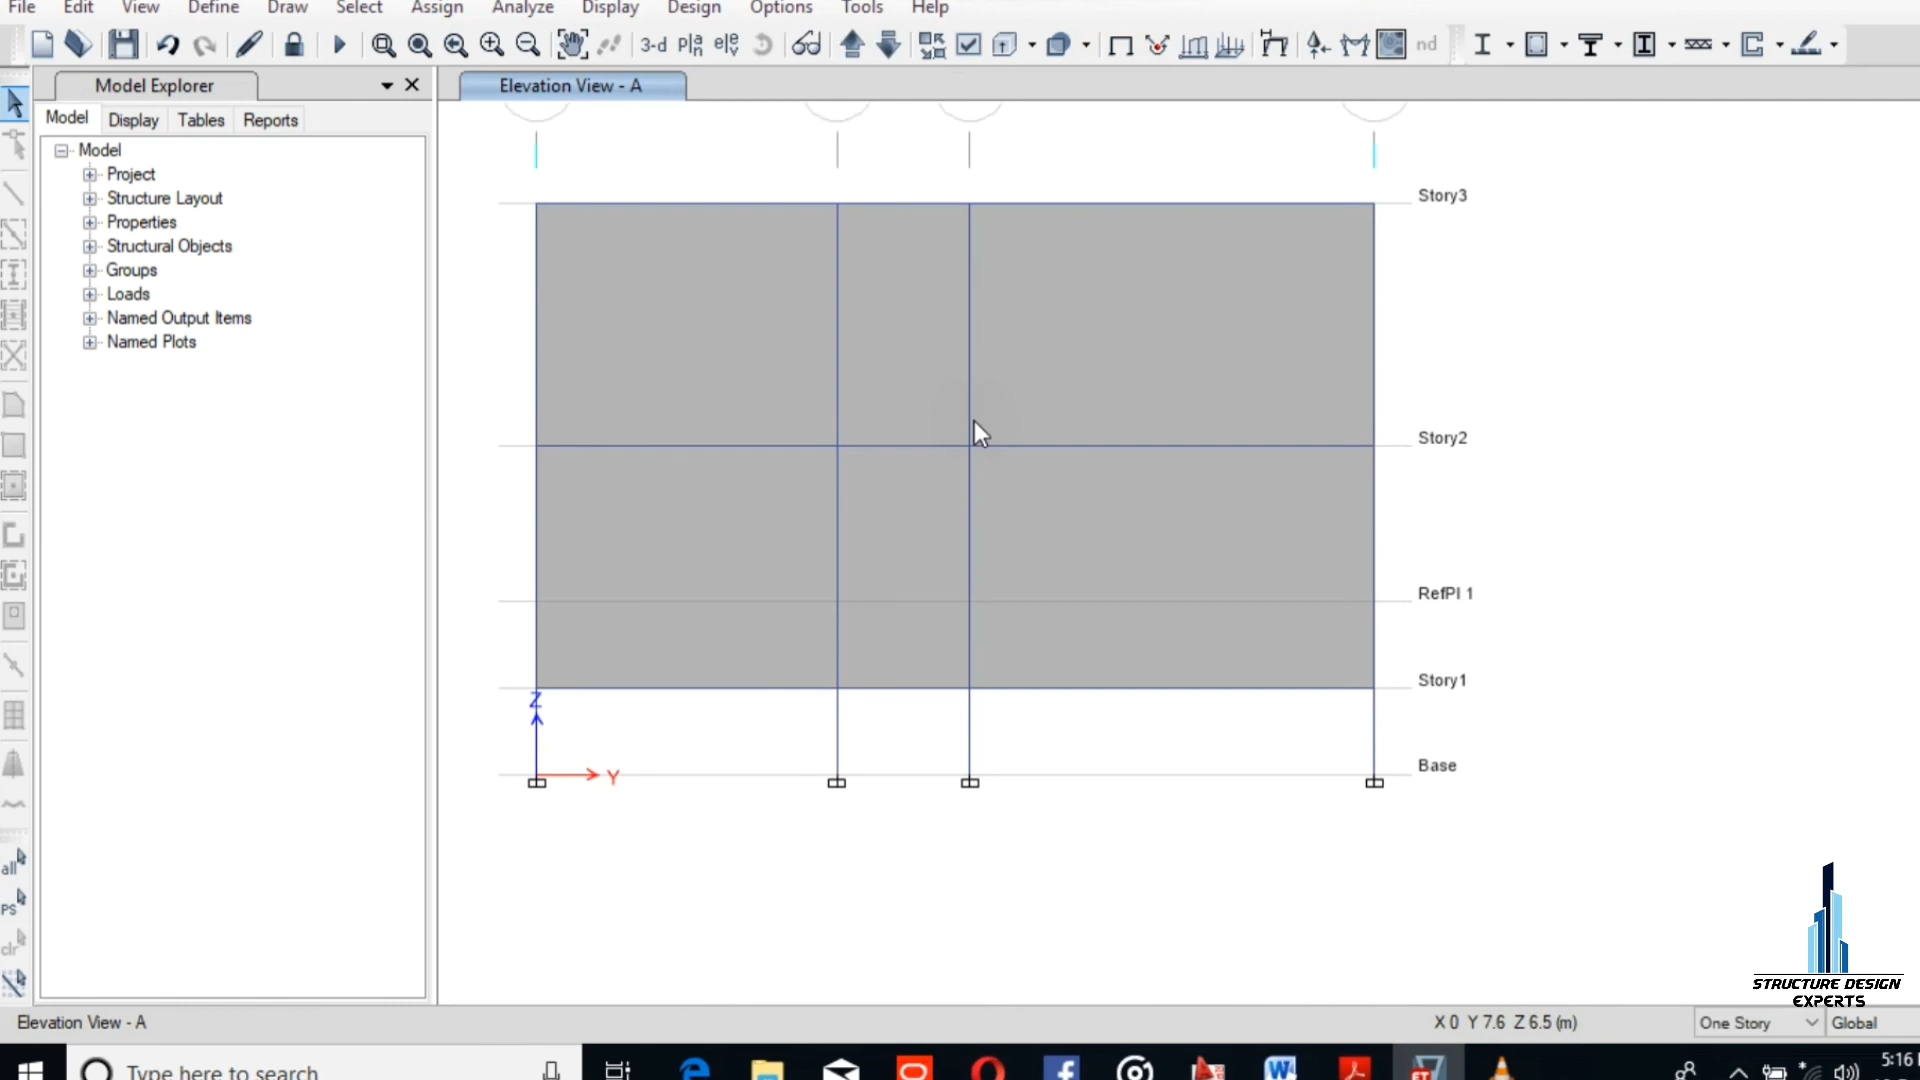 File Edit View Define Draw Select Assign Analyze Display Design Options Tools Help
3-d pl̲a̲n ele̲v nd
Model Explorer
Elevation View - A
Model Display Tables Reports
Model
Project
Structure Layout
Properties
Structural Objects
Groups
Loads
Named Output Items
Named Plots
Story3
Story2
RefPl 1
Story1
Z
Base
Y
all
PS
clr
STRUCTURE DESIGN
EXPERTS
Elevation View - A
X 0 Y 7.6 Z 6.5 (m)
One Story
Global
Type here to search
5:16